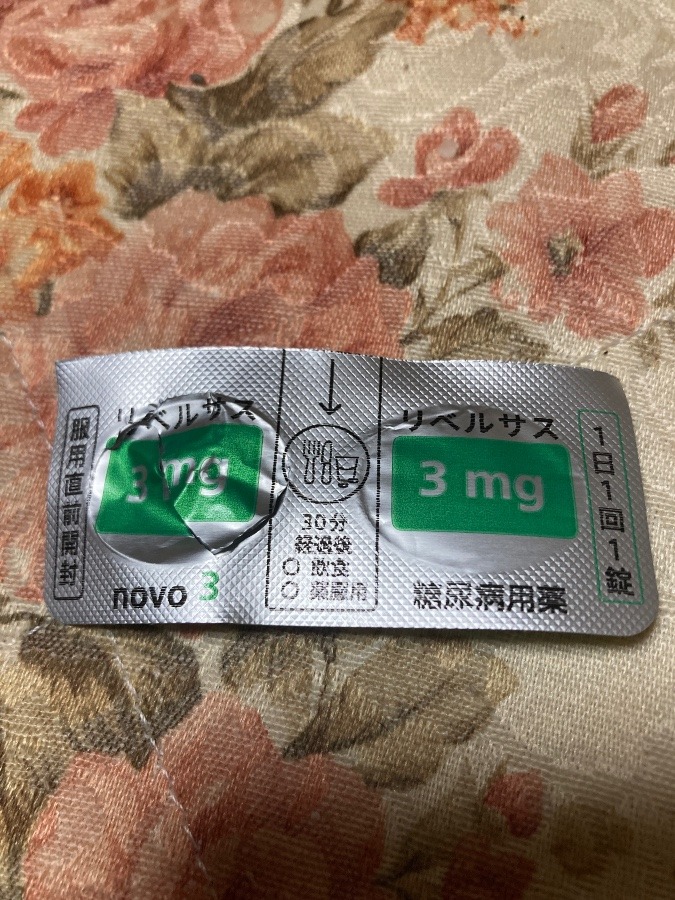 服用直前開封
リベルサス
3 mg
novo 3
30分
経過後
〇 飲食
〇 薬服用
リベルサス
3 mg
糖尿病用薬
1日1回1錠